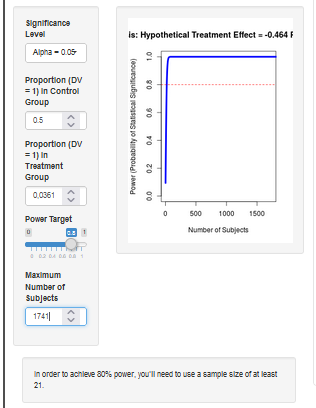 Significance
Level
Alpha = 0.05
Proportion (DV
= 1) in Control
Group
0.5
Proportion (DV
= 1) in
Treatment
Group
0,0361
Power Target
0 0.8 1
0 0.2 0.4 0.6 0.8 1
Maximum
Number of
Subjects
1741
is: Hypothetical Treatment Effect = -0.464 F
Power (Probability of Statistical Significance)
1.0
0.8
0.6
0.4
0.2
0.0
0 500 1000 1500
Number of Subjects
In order to achieve 80% power, you'll need to use a sample size of at least
21.